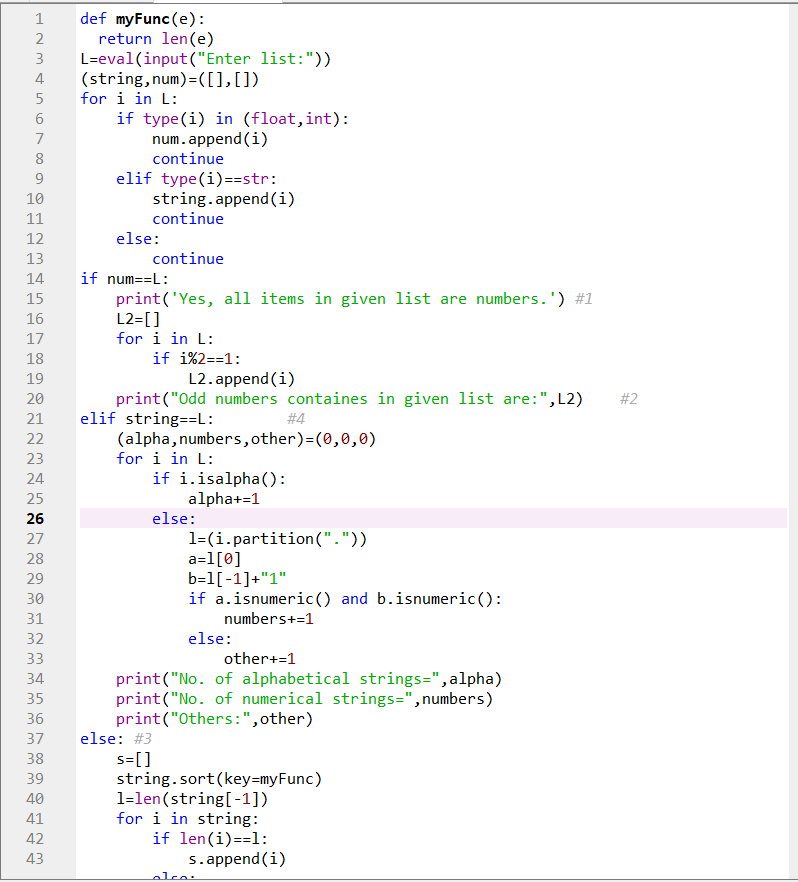 1 def myFunc(e):
2   return len(e)
3 L=eval(input("Enter list:"))
4 (string,num)=([],[])
5 for i in L:
6     if type(i) in (float,int):
7         num.append(i)
8         continue
9     elif type(i)==str:
10         string.append(i)
11         continue
12     else:
13         continue
14 if num==L:
15     print('Yes, all items in given list are numbers.') #1
16     L2=[]
17     for i in L:
18         if i%2==1:
19             L2.append(i)
20     print("Odd numbers containes in given list are:",L2)    #2
21 elif string==L:        #4
22     (alpha,numbers,other)=(0,0,0)
23     for i in L:
24         if i.isalpha():
25             alpha+=1
26         else:
27             l=(i.partition("."))
28             a=l[0]
29             b=l[-1]+"1"
30             if a.isnumeric() and b.isnumeric():
31                 numbers+=1
32             else:
33                 other+=1
34     print("No. of alphabetical strings=",alpha)
35     print("No. of numerical strings=",numbers)
36     print("Others:",other)
37 else: #3
38     s=[]
39     string.sort(key=myFunc)
40     l=len(string[-1])
41     for i in string:
42         if len(i)==l:
43             s.append(i)
        else: